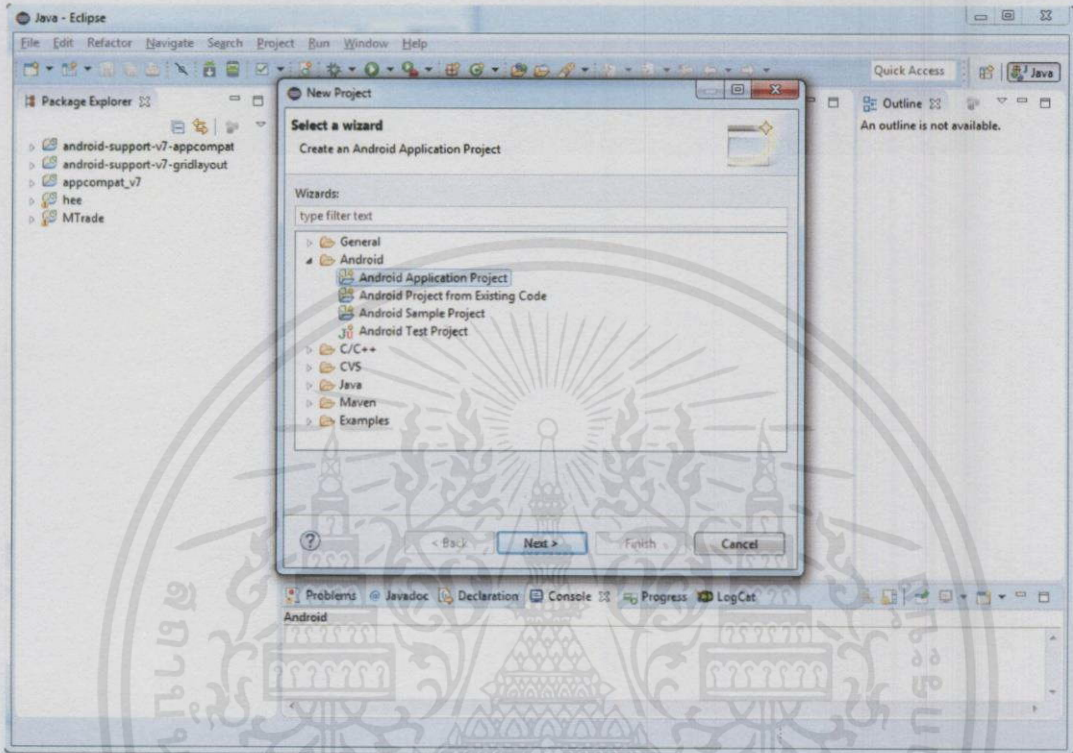 Java - Eclipse
File Edit Refactor Navigate Search Project Run Window Help
Quick Access
Java
Package Explorer
android-support-v7-appcompat
android-support-v7-gridlayout
appcompat_v7
hee
MTrade
New Project
Select a wizard
Create an Android Application Project
Wizards:
type filter text
General
Android
Android Application Project
Android Project from Existing Code
Android Sample Project
Android Test Project
C/C++
CVS
Java
Maven
Examples
< Back
Next >
Finish
Cancel
Outline
An outline is not available.
Problems
Javadoc
Declaration
Console
Progress
LogCat
Android